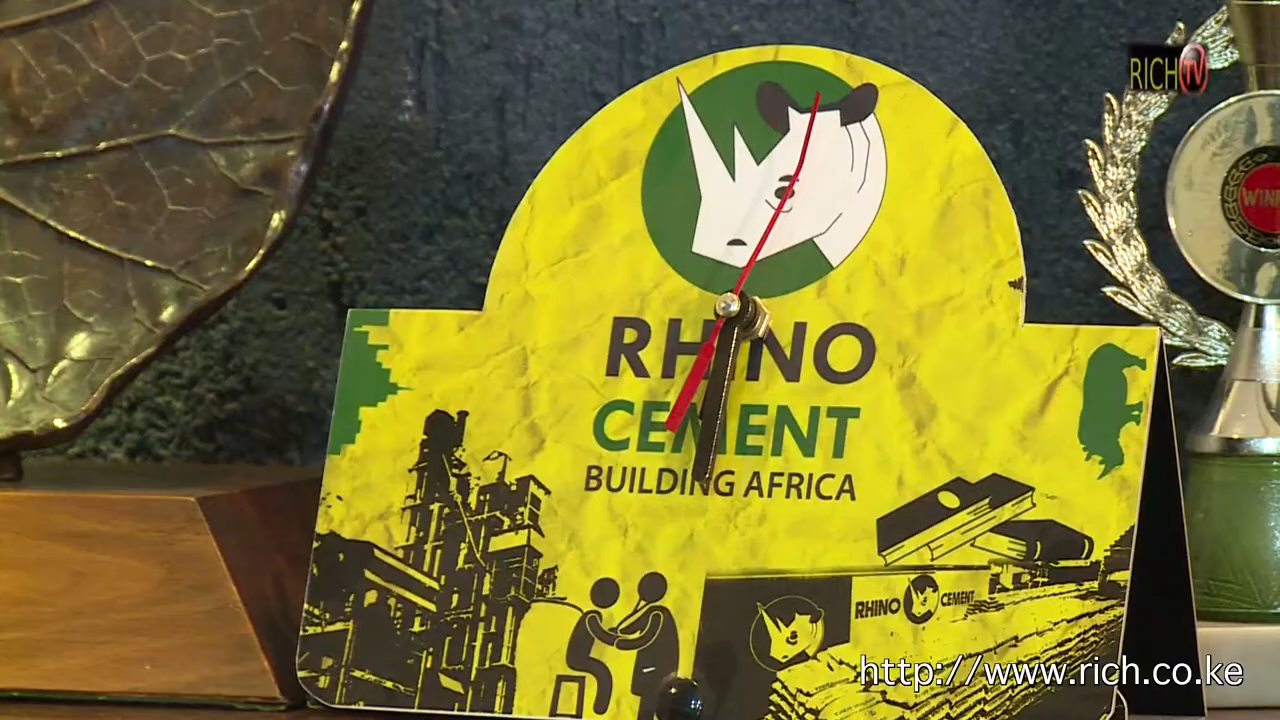 RICH TV
RHINO
CEMENT
BUILDING AFRICA
RHINO CEMENT
http://www.rich.co.ke